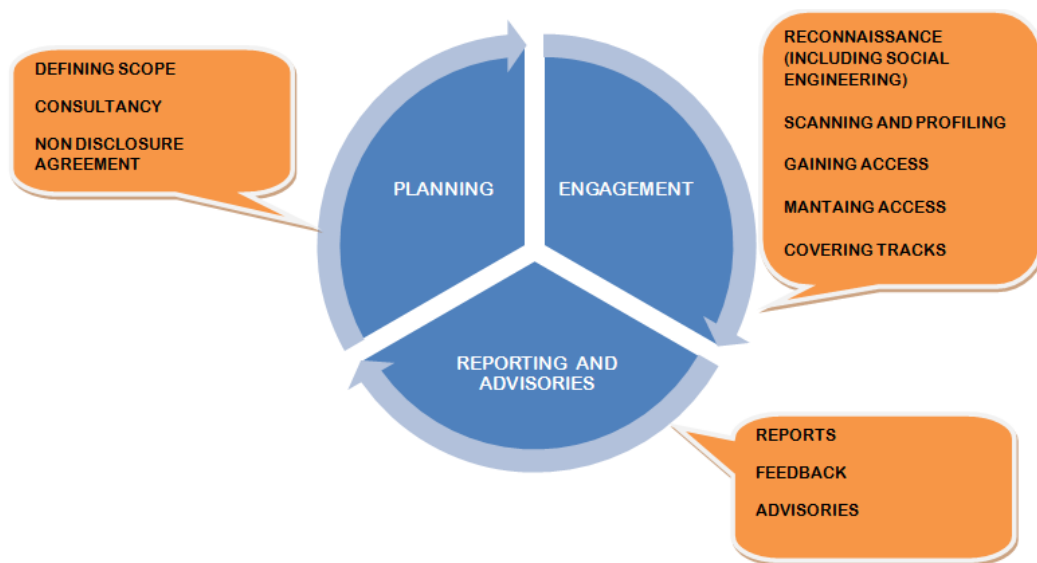 DEFINING SCOPE
CONSULTANCY
NON DISCLOSURE
AGREEMENT
PLANNING
ENGAGEMENT
RECONNAISSANCE
(INCLUDING SOCIAL
ENGINEERING)
SCANNING AND PROFILING
GAINING ACCESS
MANTAING ACCESS
COVERING TRACKS
REPORTING AND
ADVISORIES
REPORTS
FEEDBACK
ADVISORIES